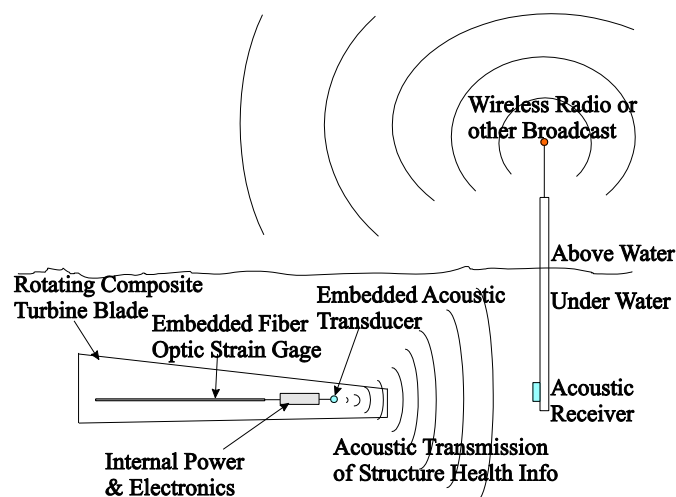 Wireless Radio or
other Broadcast
Above Water
Rotating Composite
Turbine Blade
Embedded Acoustic
Transducer
Under Water
Embedded Fiber
Optic Strain Gage
Acoustic
Receiver
Acoustic Transmission
of Structure Health Info
Internal Power
& Electronics